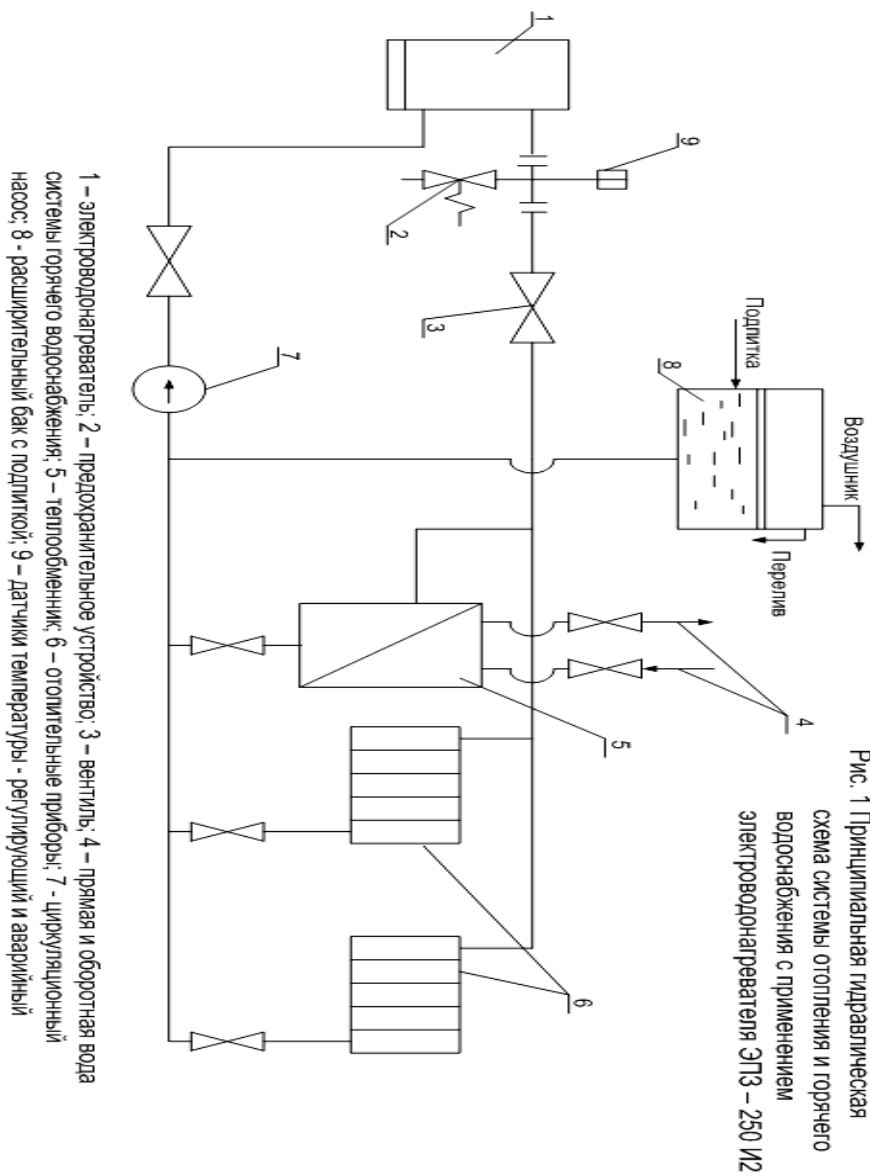 Рис. 1 Принципиальная гидравлическая
схема системы отопления и горячего
водоснабжения с применением
электроводонагревателя ЭПЗ – 250 И2
Воздушник
Подпитка
Перелив
8
4
9
1
2
3
5
6
7
1 – электроводонагреватель; 2 – предохранительное устройство; 3 – вентиль; 4 – прямая и оборотная вода
системы горячего водоснабжения; 5 – теплообменник; 6 – отопительные приборы; 7 - циркуляционный
насос; 8 - расширительный бак с подпиткой; 9 – датчики температуры - регулирующий и аварийный